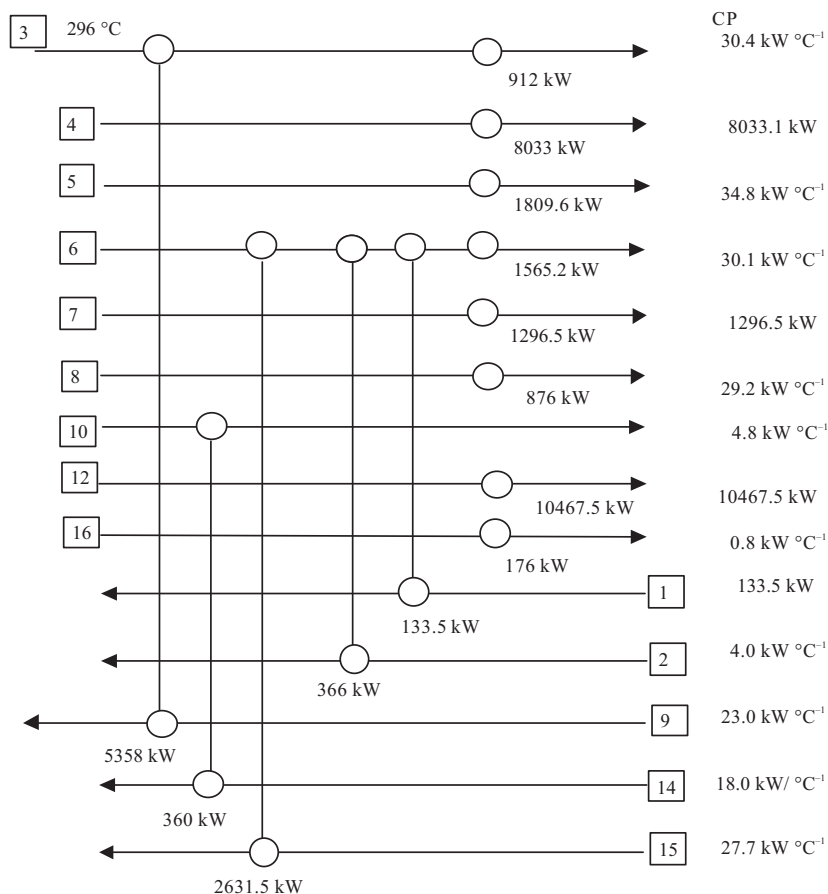 CP
3 296 °C 30.4 kW °C⁻¹
912 kW
4 8033.1 kW
8033 kW
5 34.8 kW °C⁻¹
1809.6 kW
6 30.1 kW °C⁻¹
1565.2 kW
7 1296.5 kW
1296.5 kW
8 29.2 kW °C⁻¹
876 kW
10 4.8 kW °C⁻¹
12 10467.5 kW
10467.5 kW
16 0.8 kW °C⁻¹
176 kW
1 133.5 kW
133.5 kW
2 4.0 kW °C⁻¹
366 kW
9 23.0 kW °C⁻¹
5358 kW
14 18.0 kW/ °C⁻¹
360 kW
15 27.7 kW °C⁻¹
2631.5 kW